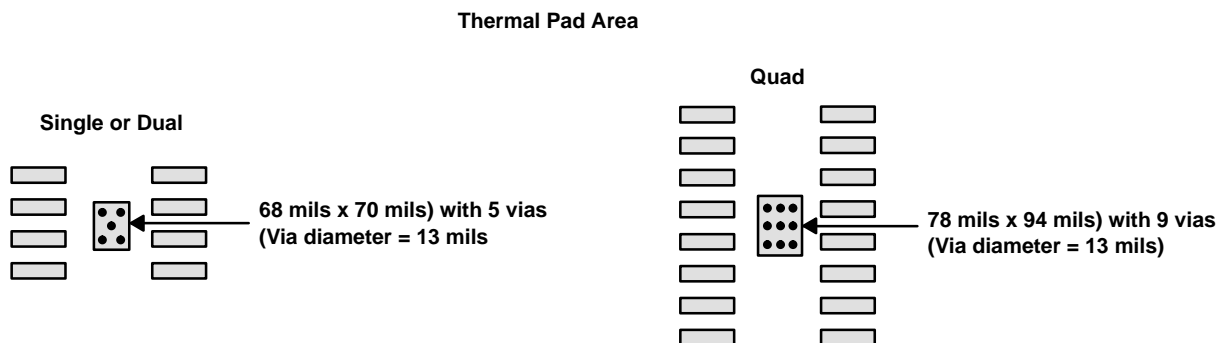 Thermal Pad Area
Single or Dual
68 mils x 70 mils) with 5 vias
(Via diameter = 13 mils
Quad
78 mils x 94 mils) with 9 vias
(Via diameter = 13 mils)